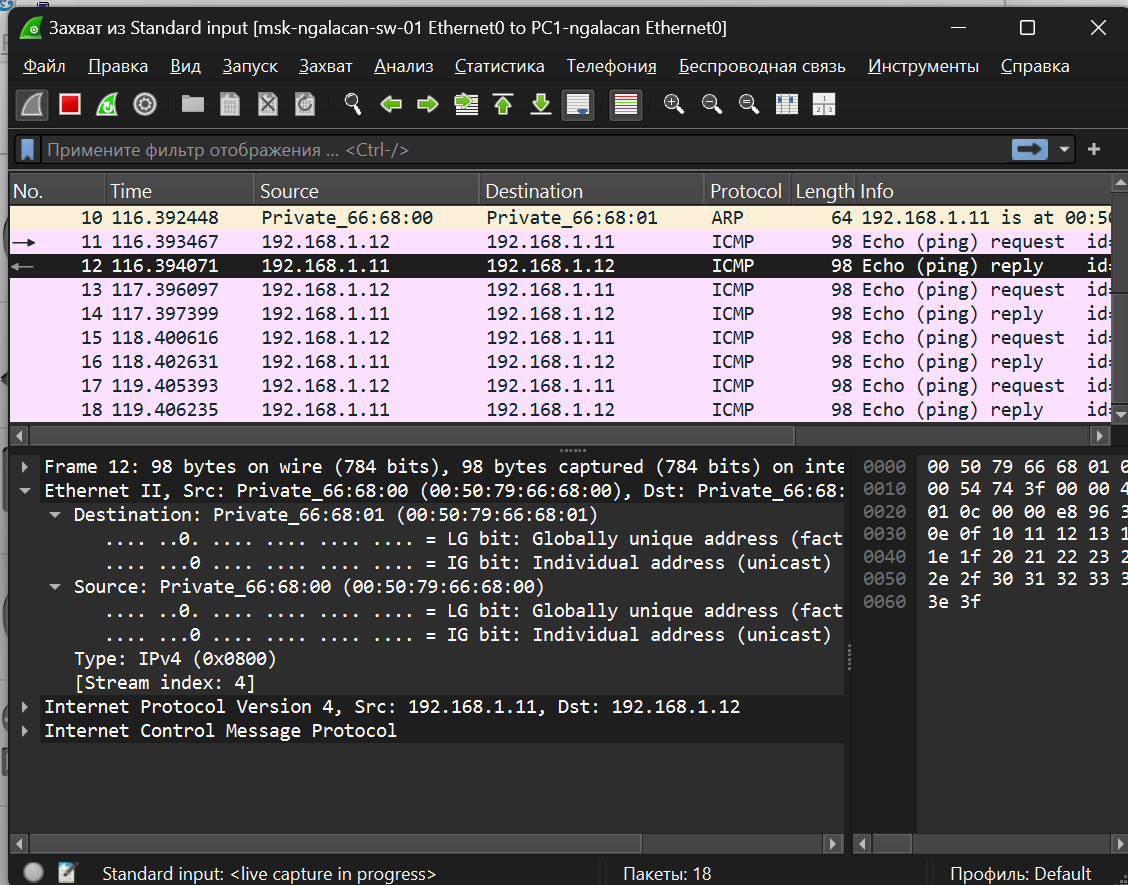 Захват из Standard input [msk-ngalacan-sw-01 Ethernet0 to PC1-ngalacan Ethernet0]
Файл Правка Вид Запуск Захват Анализ Статистика Телефония Беспроводная связь Инструменты Справка
Примените фильтр отображения ... <Ctrl-/>
No. Time Source Destination Protocol Length Info
10 116.392448 Private_66:68:00 Private_66:68:01 ARP 64 192.168.1.11 is at 00:50
11 116.393467 192.168.1.12 192.168.1.11 ICMP 98 Echo (ping) request id=
12 116.394071 192.168.1.11 192.168.1.12 ICMP 98 Echo (ping) reply id=
13 117.396097 192.168.1.12 192.168.1.11 ICMP 98 Echo (ping) request id=
14 117.397399 192.168.1.11 192.168.1.12 ICMP 98 Echo (ping) reply id=
15 118.400616 192.168.1.12 192.168.1.11 ICMP 98 Echo (ping) request id=
16 118.402631 192.168.1.11 192.168.1.12 ICMP 98 Echo (ping) reply id=
17 119.405393 192.168.1.12 192.168.1.11 ICMP 98 Echo (ping) request id=
18 119.406235 192.168.1.11 192.168.1.12 ICMP 98 Echo (ping) reply id=
Frame 12: 98 bytes on wire (784 bits), 98 bytes captured (784 bits) on inte
Ethernet II, Src: Private_66:68:00 (00:50:79:66:68:00), Dst: Private_66:68:
Destination: Private_66:68:01 (00:50:79:66:68:01)
.... ..0. .... .... .... .... = LG bit: Globally unique address (fact
.... ...0 .... .... .... .... = IG bit: Individual address (unicast)
Source: Private_66:68:00 (00:50:79:66:68:00)
.... ..0. .... .... .... .... = LG bit: Globally unique address (fact
.... ...0 .... .... .... .... = IG bit: Individual address (unicast)
Type: IPv4 (0x0800)
[Stream index: 4]
Internet Protocol Version 4, Src: 192.168.1.11, Dst: 192.168.1.12
Internet Control Message Protocol
0000 00 50 79 66 68 01
0010 00 54 74 3f 00 00
0020 01 0c 00 00 e8 96
0030 0e 0f 10 11 12 13
0040 1e 1f 20 21 22 23
0050 2e 2f 30 31 32 33
0060 3e 3f
Standard input: <live capture in progress> Пакеты: 18 Профиль: Default